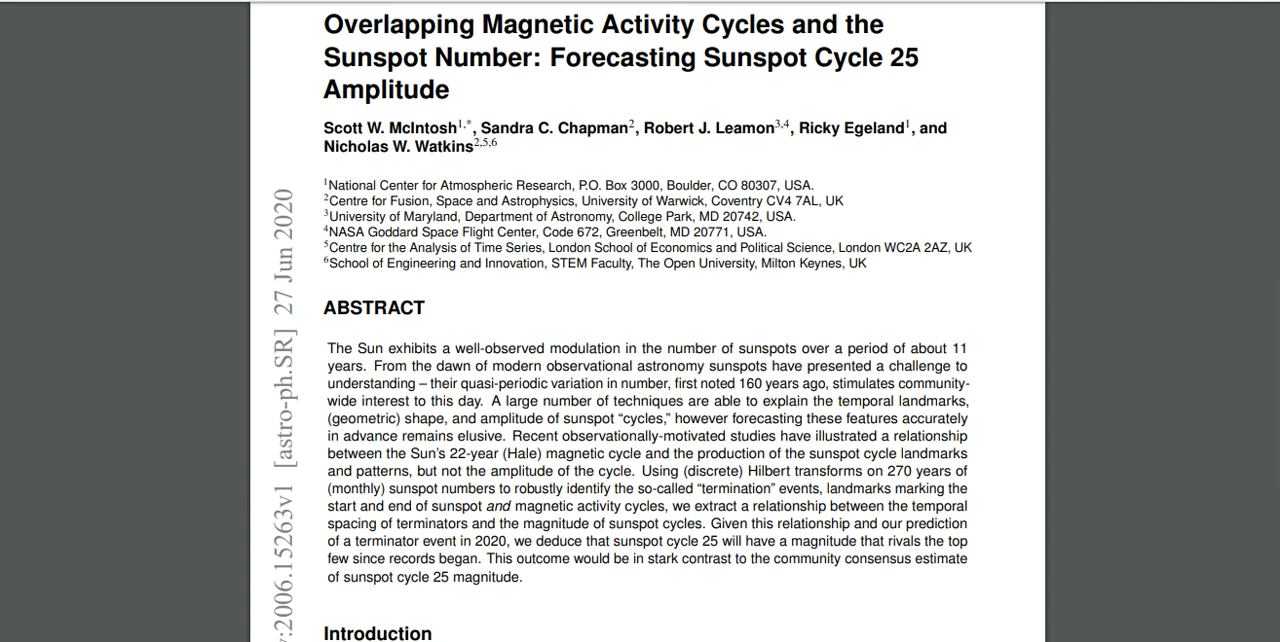 Overlapping Magnetic Activity Cycles and the
Sunspot Number: Forecasting Sunspot Cycle 25
Amplitude
Scott W. McIntosh1,*, Sandra C. Chapman2, Robert J. Leamon3,4, Ricky Egeland1, and
Nicholas W. Watkins2,5,6
1National Center for Atmospheric Research, P.O. Box 3000, Boulder, CO 80307, USA.
2Centre for Fusion, Space and Astrophysics, University of Warwick, Coventry CV4 7AL, UK
3University of Maryland, Department of Astronomy, College Park, MD 20742, USA.
4NASA Goddard Space Flight Center, Code 672, Greenbelt, MD 20771, USA.
5Centre for the Analysis of Time Series, London School of Economics and Political Science, London WC2A 2AZ, UK
6School of Engineering and Innovation, STEM Faculty, The Open University, Milton Keynes, UK
ABSTRACT
The Sun exhibits a well-observed modulation in the number of sunspots over a period of about 11
years. From the dawn of modern observational astronomy sunspots have presented a challenge to
understanding – their quasi-periodic variation in number, first noted 160 years ago, stimulates community-
wide interest to this day. A large number of techniques are able to explain the temporal landmarks,
(geometric) shape, and amplitude of sunspot “cycles,” however forecasting these features accurately
in advance remains elusive. Recent observationally-motivated studies have illustrated a relationship
between the Sun’s 22-year (Hale) magnetic cycle and the production of the sunspot cycle landmarks
and patterns, but not the amplitude of the cycle. Using (discrete) Hilbert transforms on 270 years of
(monthly) sunspot numbers to robustly identify the so-called “termination” events, landmarks marking the
start and end of sunspot and magnetic activity cycles, we extract a relationship between the temporal
spacing of terminators and the magnitude of sunspot cycles. Given this relationship and our prediction
of a terminator event in 2020, we deduce that sunspot cycle 25 will have a magnitude that rivals the top
few since records began. This outcome would be in stark contrast to the community consensus estimate
of sunspot cycle 25 magnitude.
Introduction
:2006.15263v1 [astro-ph.SR] 27 Jun 2020